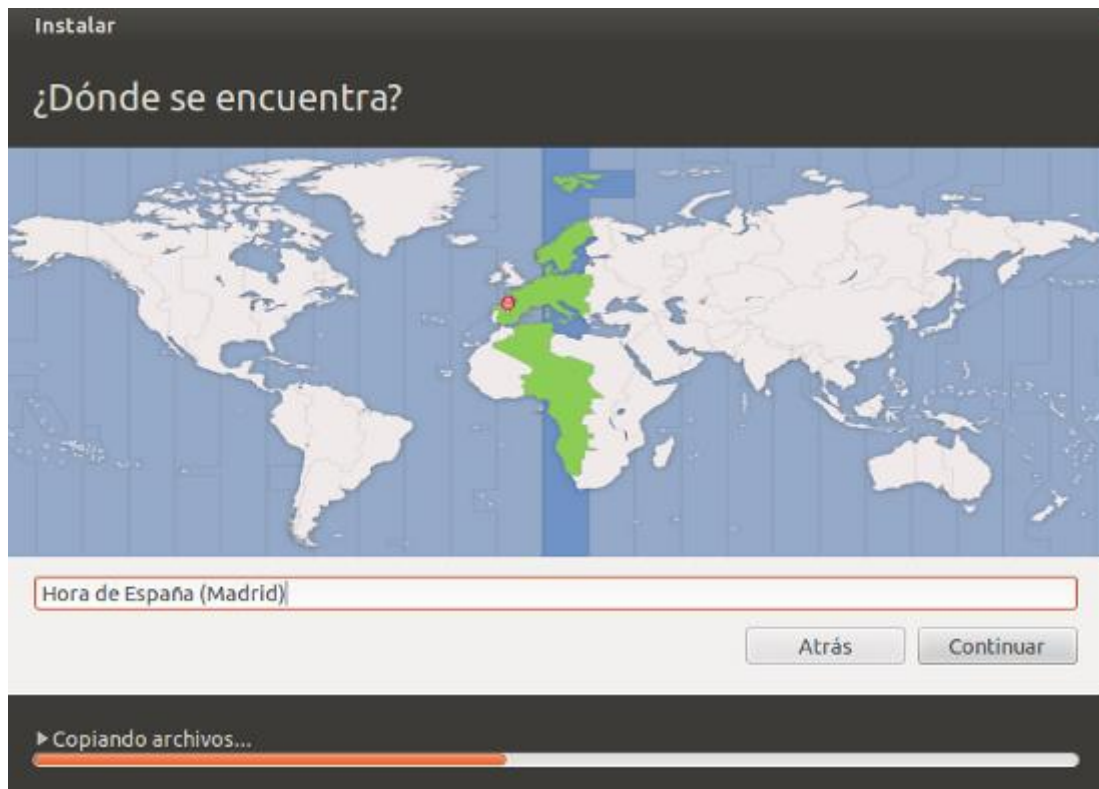 Instalar
¿Dónde se encuentra?
Hora de España (Madrid)
Atrás
Continuar
Copiando archivos...